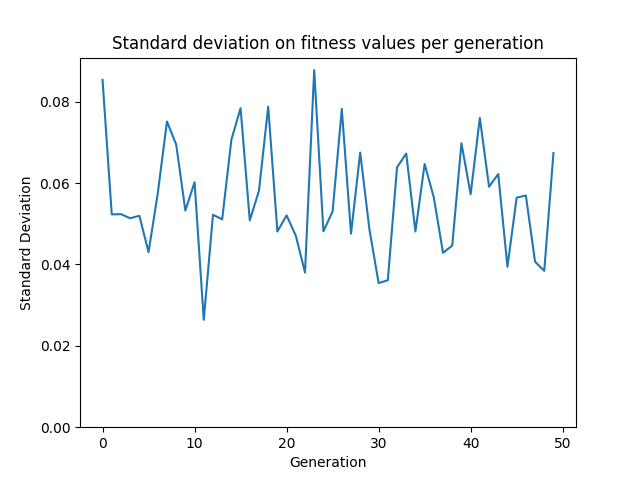 Standard deviation on fitness values per generation
Standard Deviation
0.08
0.06
0.04
0.02
0.00
0 10 20 30 40 50
Generation